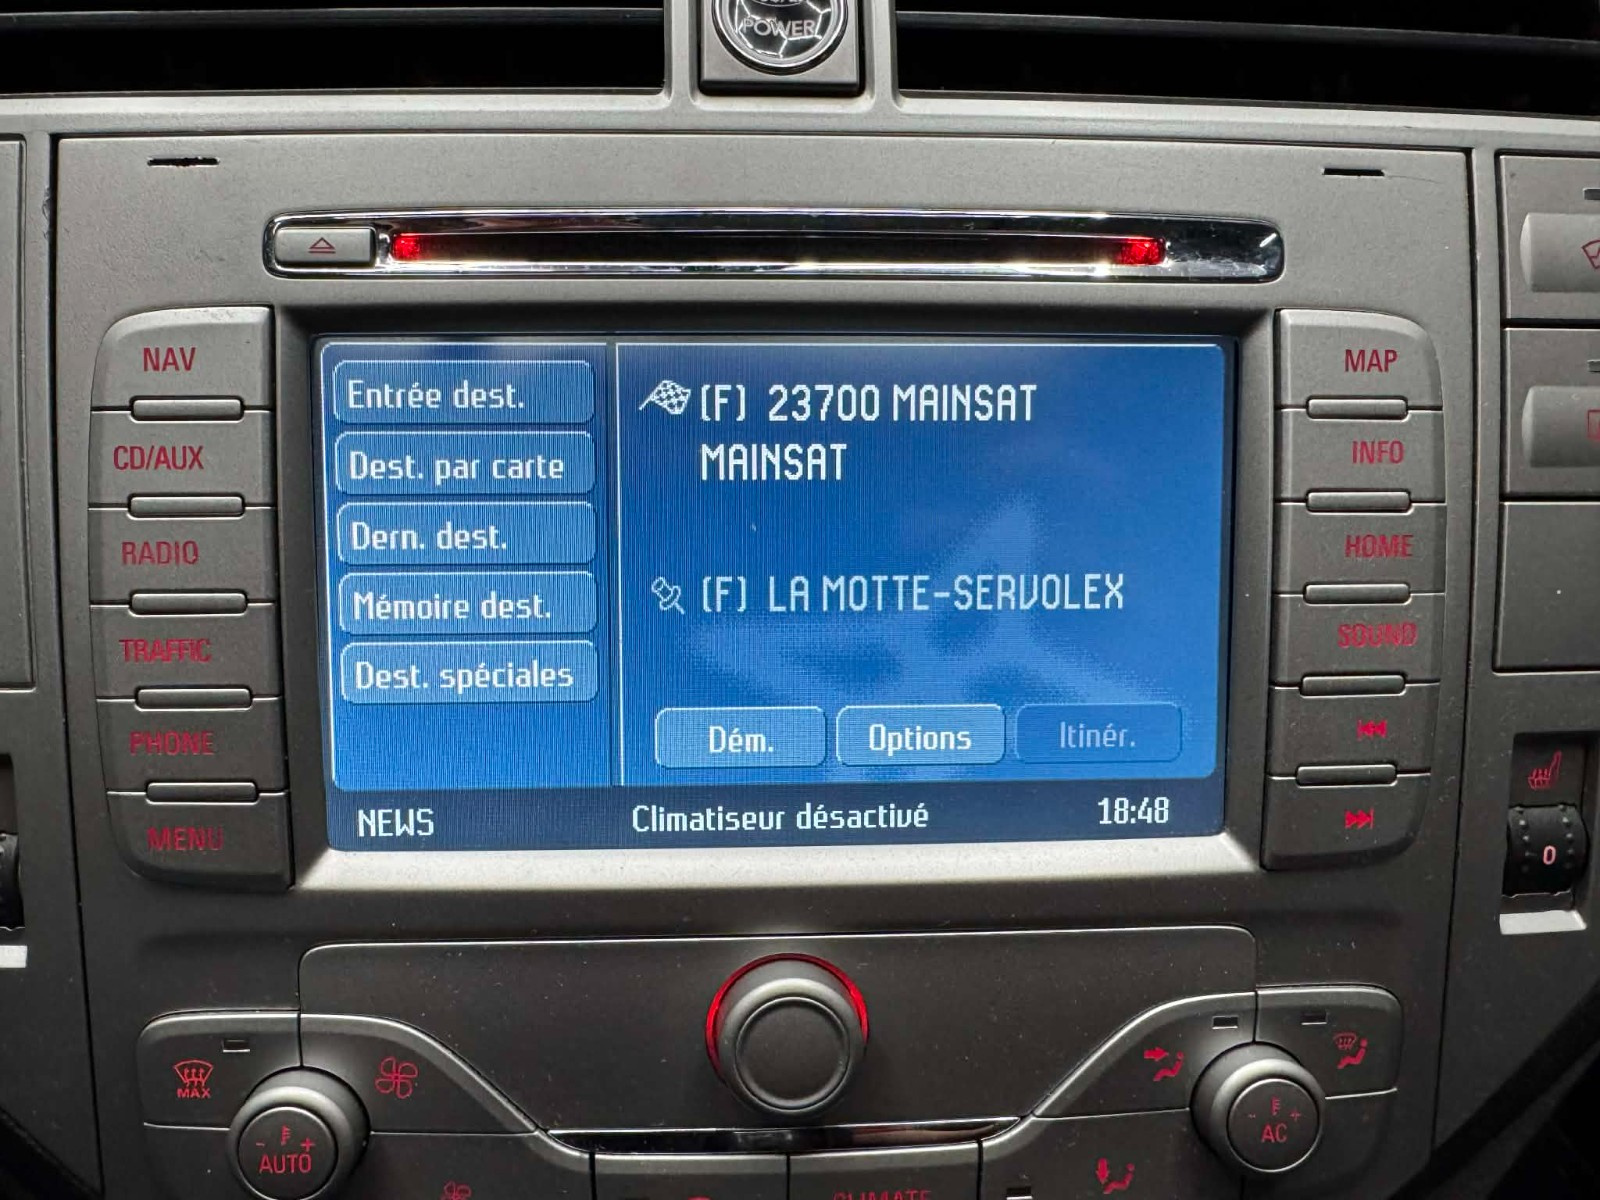 POWER
NAV
CD/AUX
RADIO
TRAFFIC
PHONE
MENU
Entrée dest.
Dest. par carte
Dern. dest.
Mémoire dest.
Dest. spéciales
(F) 23700 MAINSAT
MAINSAT
(F) LA MOTTE-SERVOLEX
Dém.
Options
Itinér.
NEWS
Climatiseur désactivé
18:48
MAP
INFO
HOME
SOUND
0
MAX
- +
AUTO
- +
AC
CLIMATE